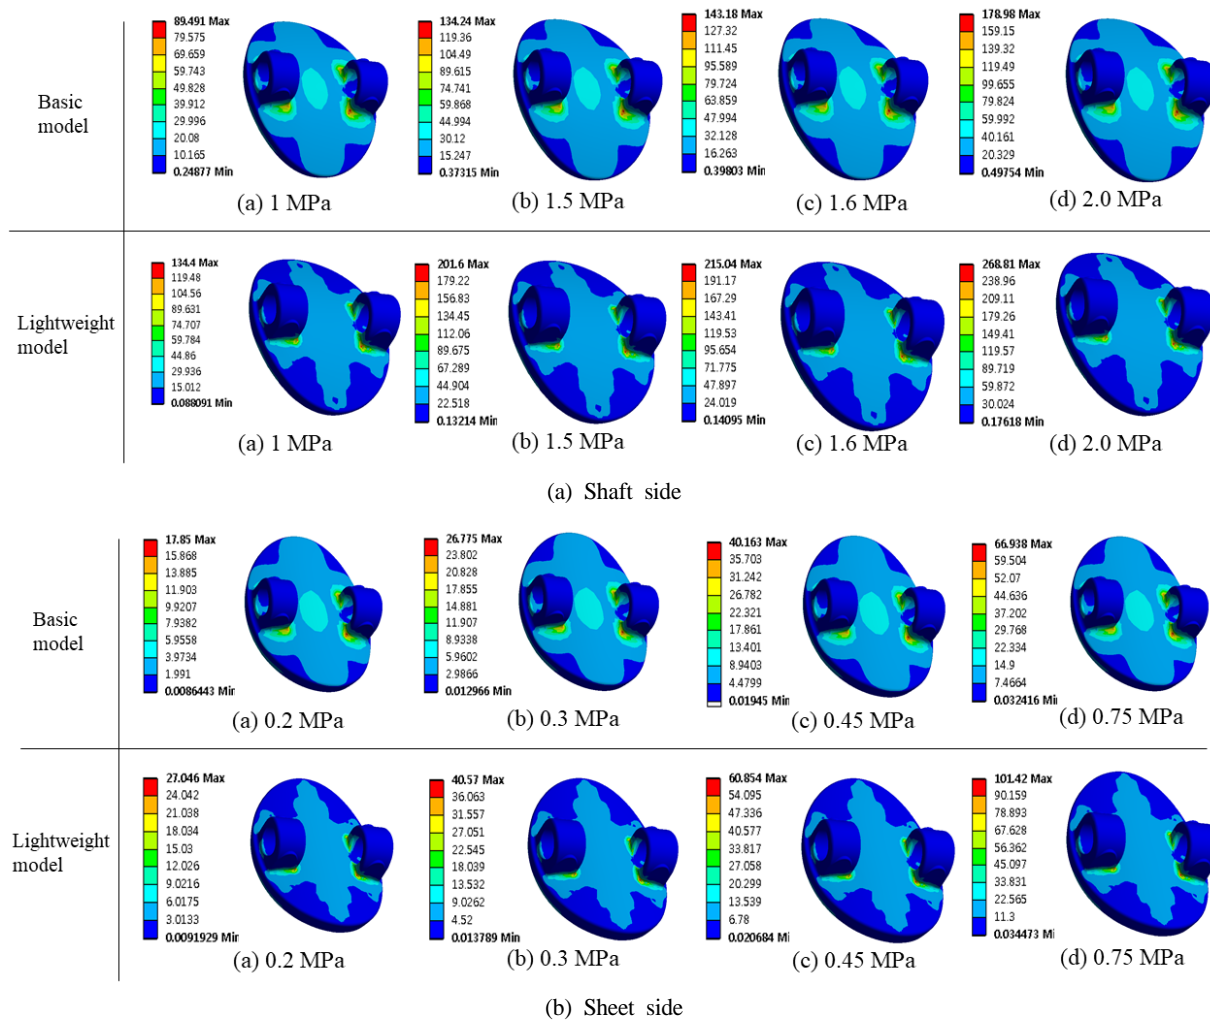 89.491 Max
79.575
69.659
59.743
49.828
39.912
29.996
20.08
10.165
0.24877 Min
134.24 Max
119.36
104.49
89.615
74.741
59.868
44.994
30.12
15.247
0.37315 Min
143.18 Max
127.32
111.45
95.589
79.724
63.859
47.994
32.128
16.263
0.39803 Min
178.98 Max
159.15
139.32
119.49
99.655
79.824
59.992
40.161
20.329
0.49754 Min
Basic
model
(a) 1 MPa
(b) 1.5 MPa
(c) 1.6 MPa
(d) 2.0 MPa
134.4 Max
119.48
104.56
89.631
74.707
59.784
44.86
29.936
15.012
0.088091 Min
201.6 Max
179.22
156.83
134.45
112.06
89.675
67.289
44.904
22.518
0.13214 Min
215.04 Max
191.17
167.29
143.41
119.53
95.654
71.775
47.897
24.019
0.14095 Min
268.81 Max
238.96
209.11
179.26
149.41
119.57
89.719
59.872
30.024
0.17618 Min
Lightweight
model
(a) 1 MPa
(b) 1.5 MPa
(c) 1.6 MPa
(d) 2.0 MPa
(a) Shaft side
17.85 Max
15.868
13.885
11.903
9.9207
7.9382
5.9558
3.9734
1.991
0.0086443 Min
26.775 Max
23.802
20.828
17.855
14.881
11.907
8.9338
5.9602
2.9866
0.012966 Min
40.163 Max
35.703
31.242
26.782
22.321
17.861
13.401
8.9403
4.4799
0.01945 Min
66.938 Max
59.504
52.07
44.636
37.202
29.768
22.334
14.9
7.4664
0.032416 Min
Basic
model
(a) 0.2 MPa
(b) 0.3 MPa
(c) 0.45 MPa
(d) 0.75 MPa
27.046 Max
24.042
21.038
18.034
15.03
12.026
9.0216
6.0175
3.0133
0.0091929 Min
40.57 Max
36.063
31.557
27.051
22.545
18.039
13.532
9.0262
4.52
0.013789 Min
60.854 Max
54.095
47.336
40.577
33.817
27.058
20.299
13.539
6.78
0.020684 Mi
101.42 Max
90.159
78.893
67.628
56.362
45.097
33.831
22.565
11.3
0.034473 Mi
Lightweight
model
(a) 0.2 MPa
(b) 0.3 MPa
(c) 0.45 MPa
(d) 0.75 MPa
(b) Sheet side